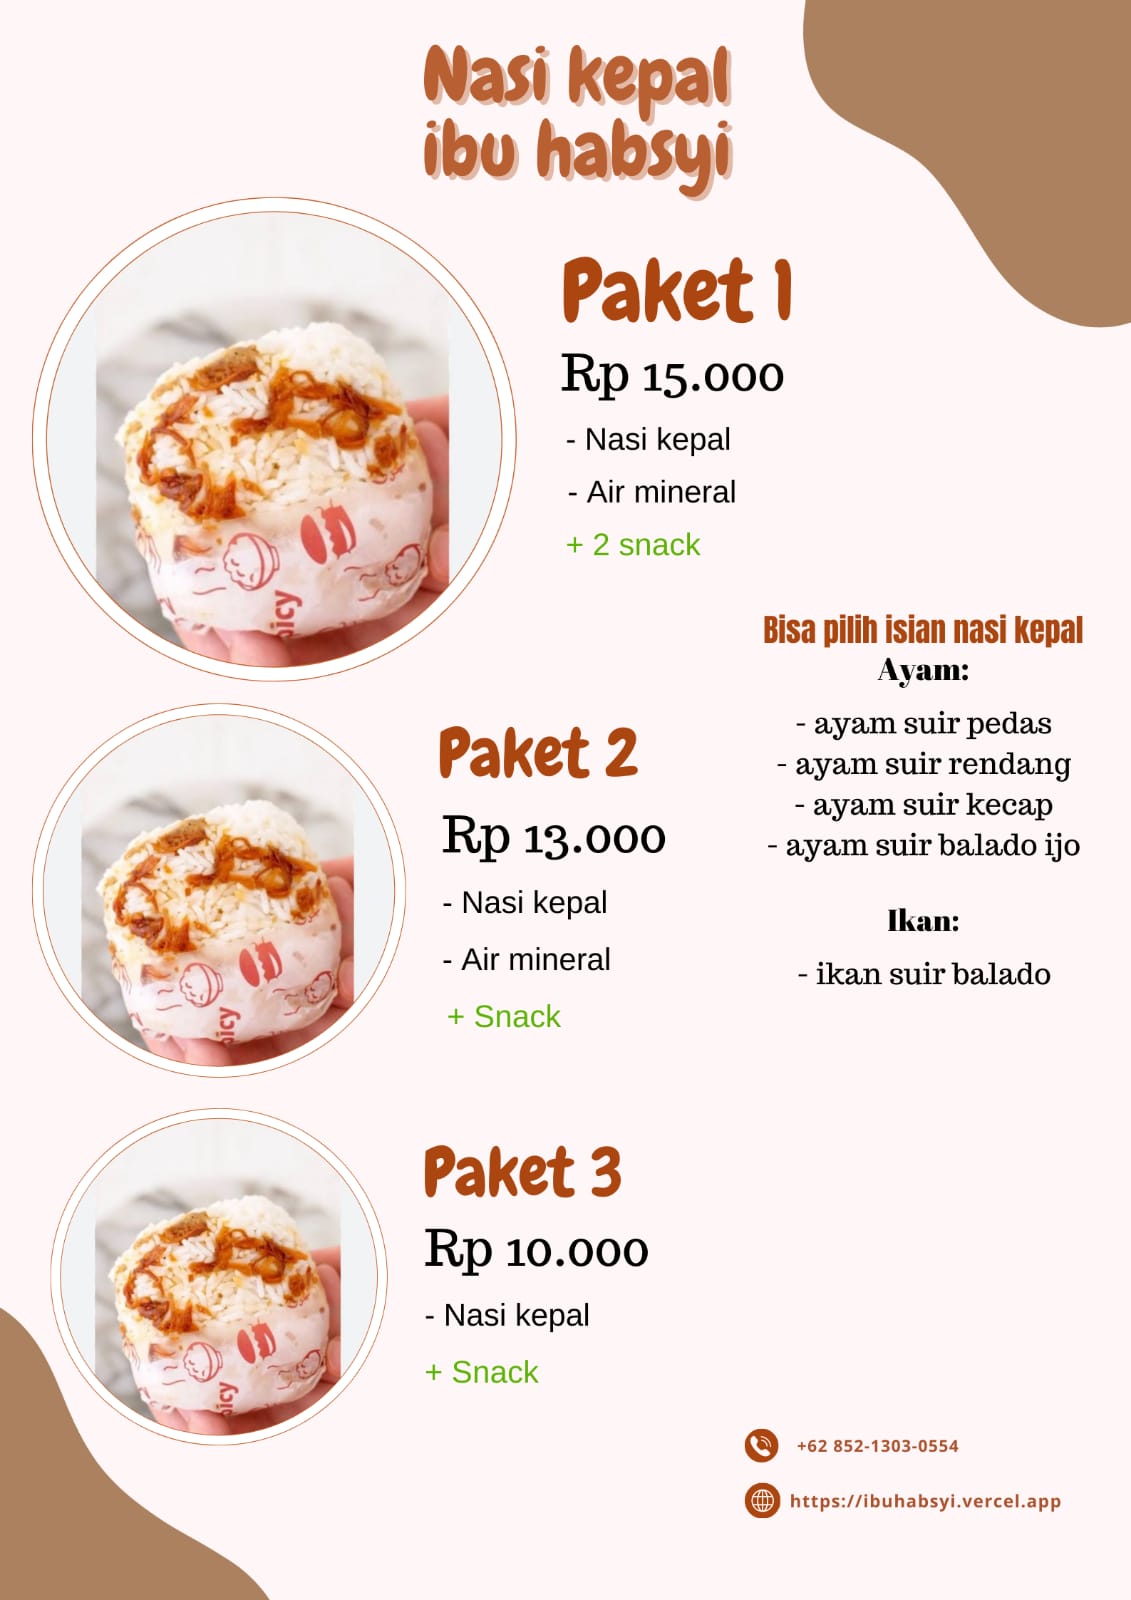 Nasi kepal
ibu habsyi
Paket 1
Rp 15.000
- Nasi kepal
- Air mineral
+ 2 snack
Bisa pilih isian nasi kepal
Ayam:
- ayam suir pedas
- ayam suir rendang
- ayam suir kecap
- ayam suir balado ijo
Ikan:
- ikan suir balado
Paket 2
Rp 13.000
- Nasi kepal
- Air mineral
+ Snack
Paket 3
Rp 10.000
- Nasi kepal
+ Snack
+62 852-1303-0554
https://ibuhabsyi.vercel.app